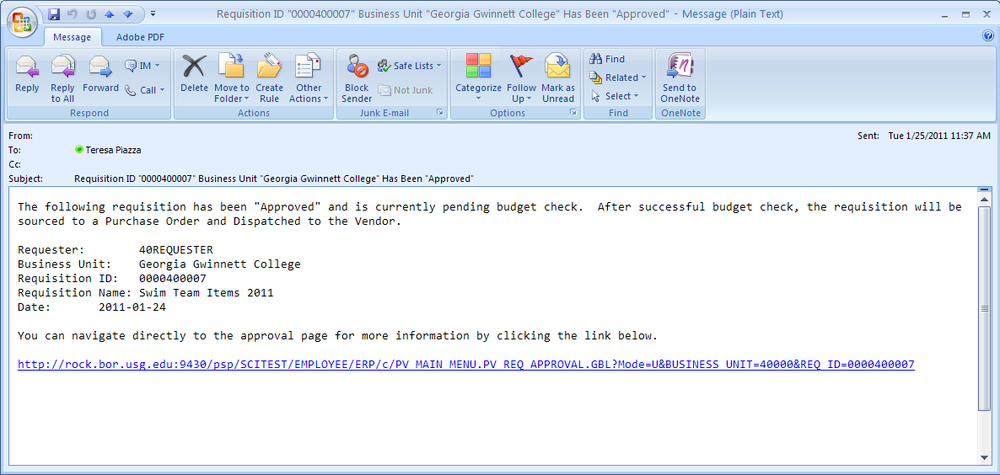 Requisition ID "0000400007" Business Unit "Georgia Gwinnett College" Has Been "Approved" - Message (Plain Text)
Message Adobe PDF
Reply Reply to All Forward IM Call
Respond
Delete Move to Folder Create Rule Other Actions
Actions
Block Sender Safe Lists Not Junk
Junk E-mail
Categorize Follow Up Mark as Unread
Options
Find Related Select
Find
Send to OneNote
OneNote
From:
Sent: Tue 1/25/2011 11:37 AM
To: Teresa Piazza
Cc:
Subject: Requisition ID "0000400007" Business Unit "Georgia Gwinnett College" Has Been "Approved"
The following requisition has been "Approved" and is currently pending budget check. After successful budget check, the requisition will be
sourced to a Purchase Order and Dispatched to the Vendor.
Requester: 40REQUESTER
Business Unit: Georgia Gwinnett College
Requisition ID: 0000400007
Requisition Name: Swim Team Items 2011
Date: 2011-01-24
You can navigate directly to the approval page for more information by clicking the link below.
http://rock.bor.usg.edu:9430/psp/SCITEST/EMPLOYEE/ERP/c/PV_MAIN_MENU.PV_REQ_APPROVAL.GBL?Mode=U&BUSINESS_UNIT=40000&REQ_ID=0000400007